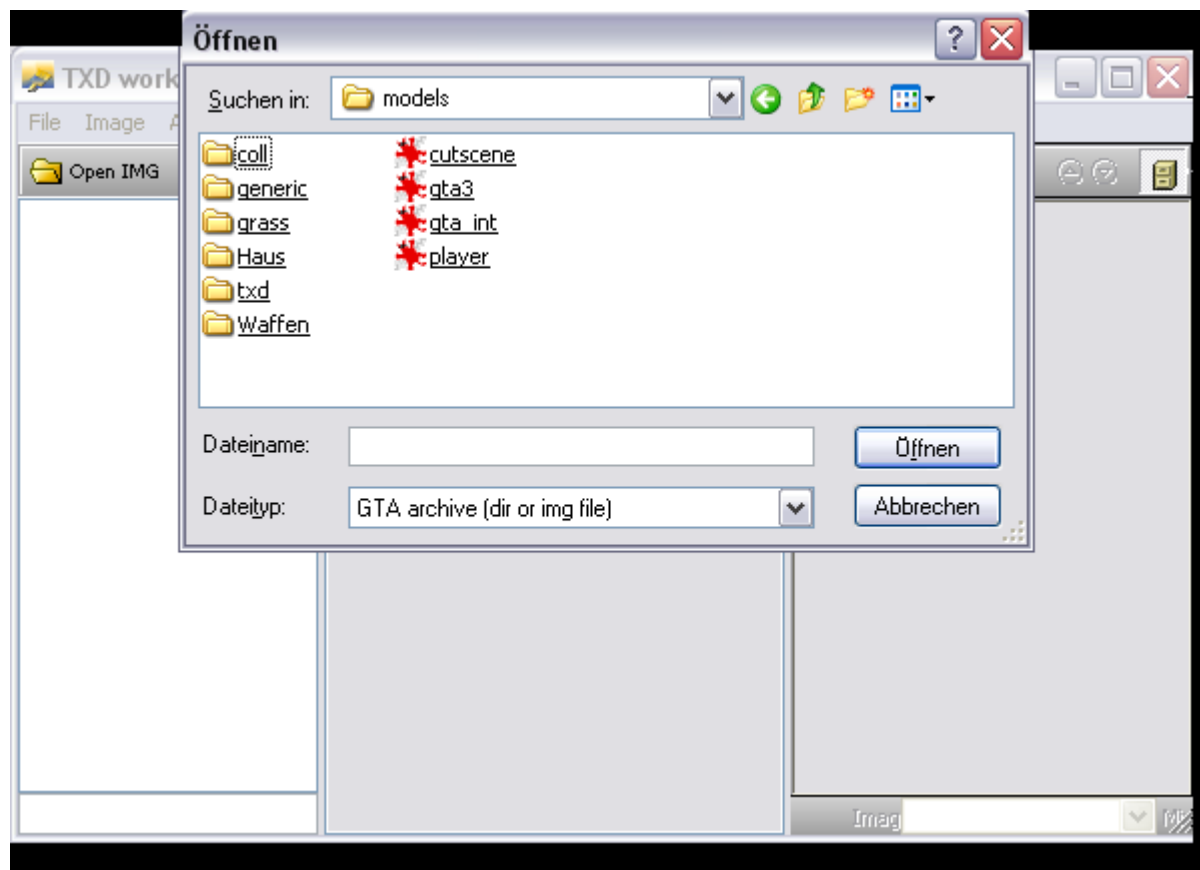 Öffnen
TXD work
Suchen in: models
File Image
Open IMG
coll
generic
grass
Haus
txd
Waffen
cutscene
gta3
gta_int
player
Dateiname:
Öffnen
Dateityp: GTA archive (dir or img file)
Abbrechen
Imag